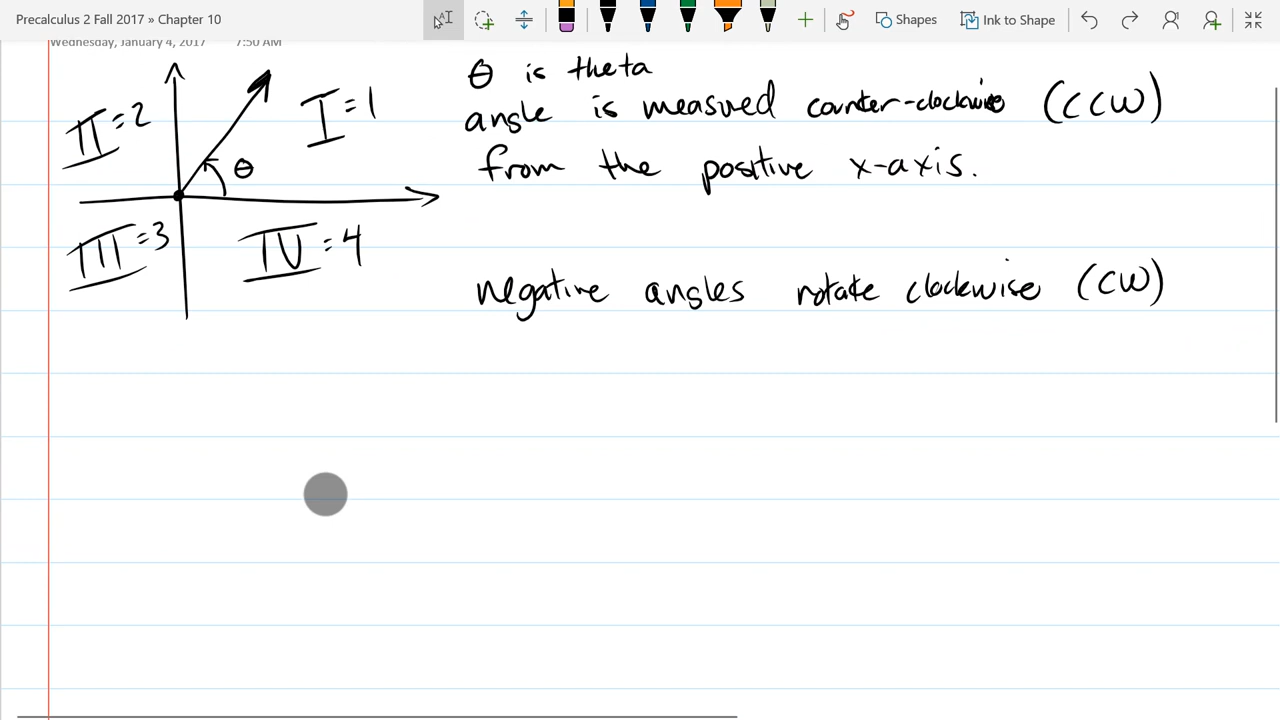 Precalculus 2 Fall 2017 » Chapter 10
Shapes
Ink to Shape
Wednesday, January 4, 2017 7:50 AM
θ is theta
II=2
I=1
angle is measured counter-clockwise (CCW)
θ
from the positive x-axis.
III=3
IV=4
negative angles rotate clockwise (CW)